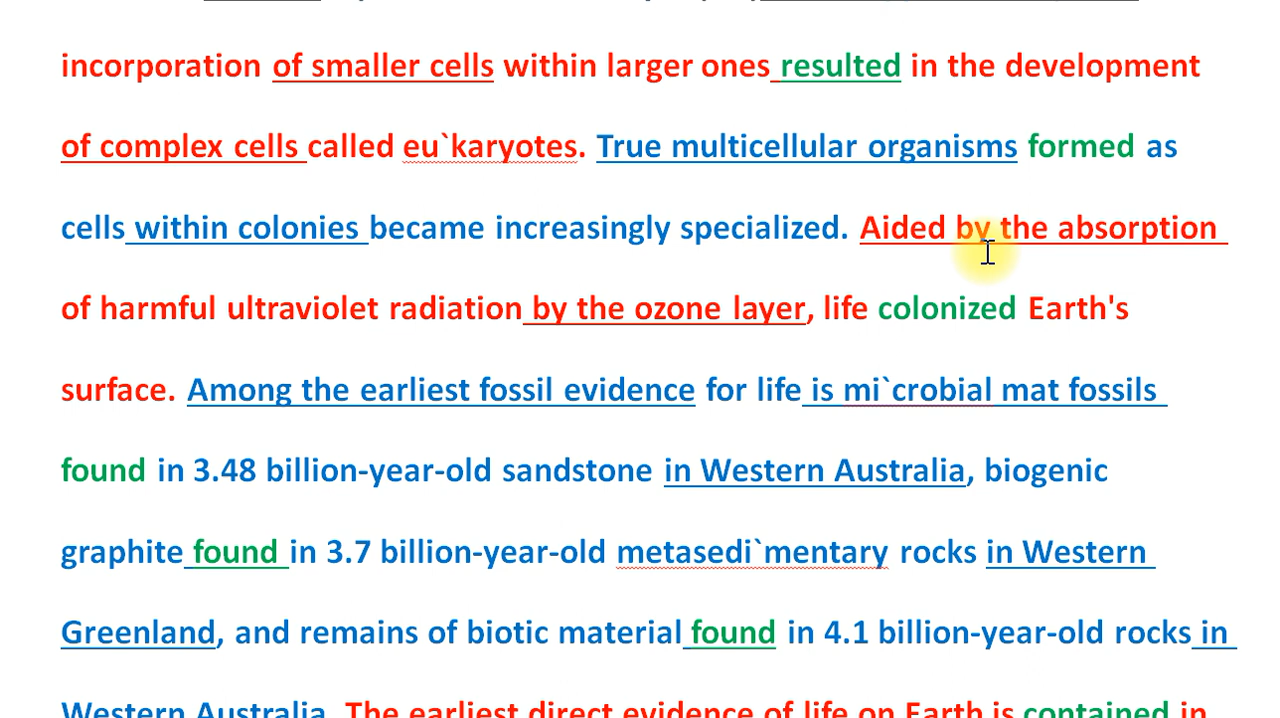 incorporation of smaller cells within larger ones resulted in the development
of complex cells called eu`karyotes. True multicellular organisms formed as
cells within colonies became increasingly specialized. Aided by the absorption
of harmful ultraviolet radiation by the ozone layer, life colonized Earth's
surface. Among the earliest fossil evidence for life is mi`crobial mat fossils
found in 3.48 billion-year-old sandstone in Western Australia, biogenic
graphite found in 3.7 billion-year-old metasedi`mentary rocks in Western
Greenland, and remains of biotic material found in 4.1 billion-year-old rocks in
Western Australia. The earliest direct evidence of life on Earth is contained in